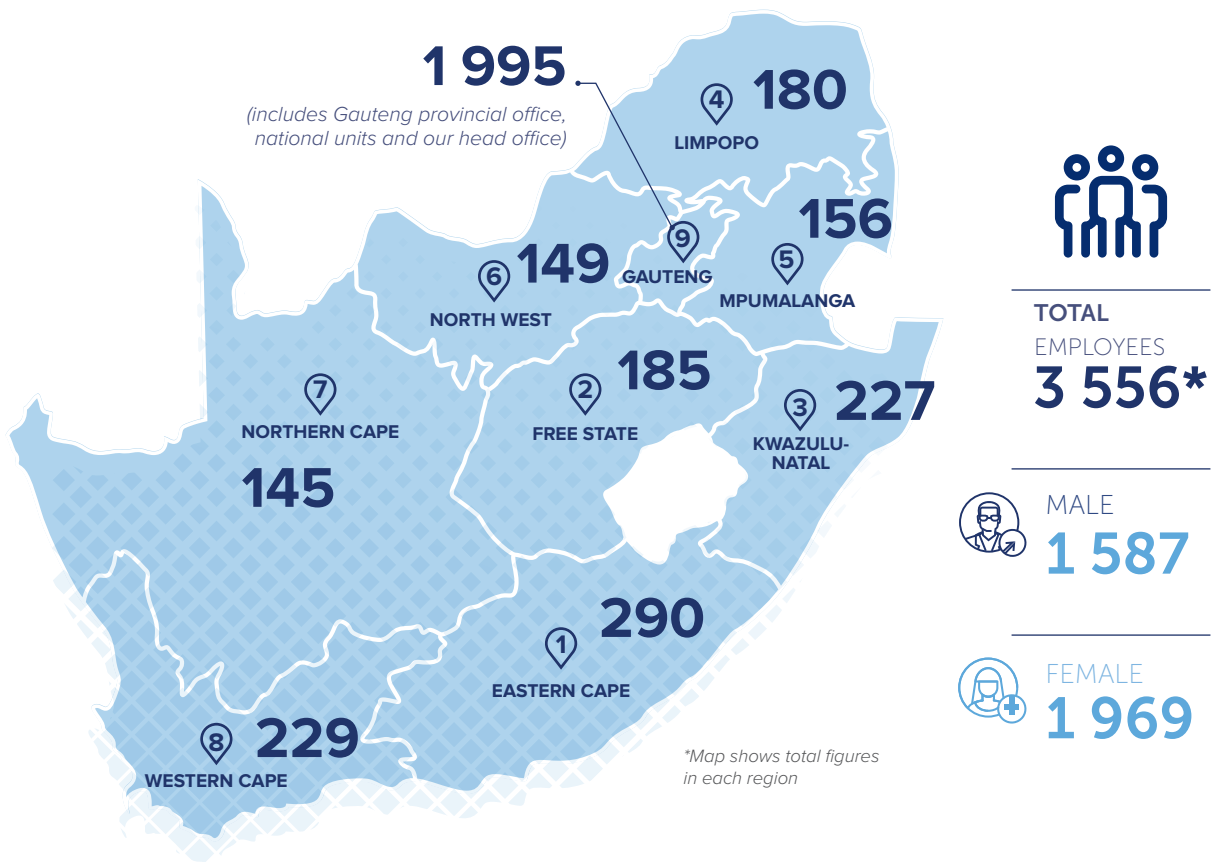 1 995
(includes Gauteng provincial office,
national units and our head office)
4
180
LIMPOPO
156
9
GAUTENG
5
MPUMALANGA
6
149
NORTH WEST
185
2
FREE STATE
227
3
KWAZULU-
NATAL
7
NORTHERN CAPE
145
290
1
EASTERN CAPE
8
229
WESTERN CAPE
*Map shows total figures
in each region
TOTAL
EMPLOYEES
3 556*
MALE
1 587
FEMALE
1 969